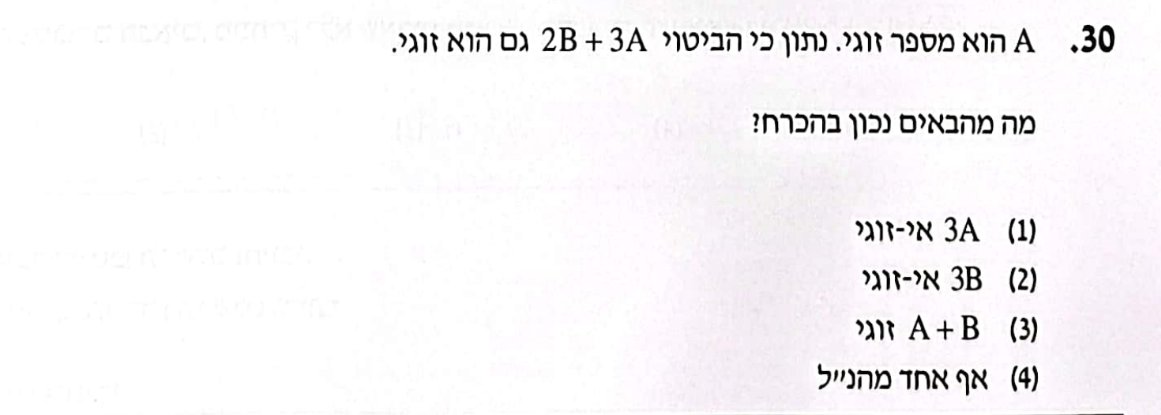 30. A הוא מספר זוגי. נתון כי הביטוי 2B + 3A גם הוא זוגי.
מה מהבאים נכון בהכרח?
(1) 3A אי-זוגי
(2) 3B אי-זוגי
(3) A + B זוגי
(4) אף אחד מהנייל